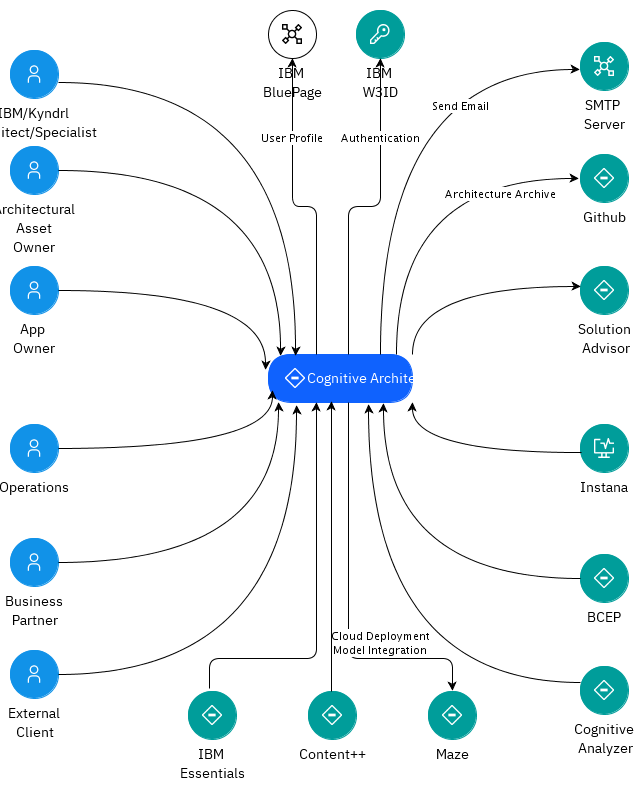 IBM
BluePage
IBM
W3ID
User Profile
Authentication
Send Email
SMTP
Server
Architecture Archive
Github
Solution
Advisor
IBM/Kyndrl
itect/Specialist
Architectural
Asset
Owner
App
Owner
Cognitive Archite
Operations
Business
Partner
External
Client
Instana
BCEP
Cognitive
Analyzer
Cloud Deployment
Model Integration
IBM
Essentials
Content++
Maze